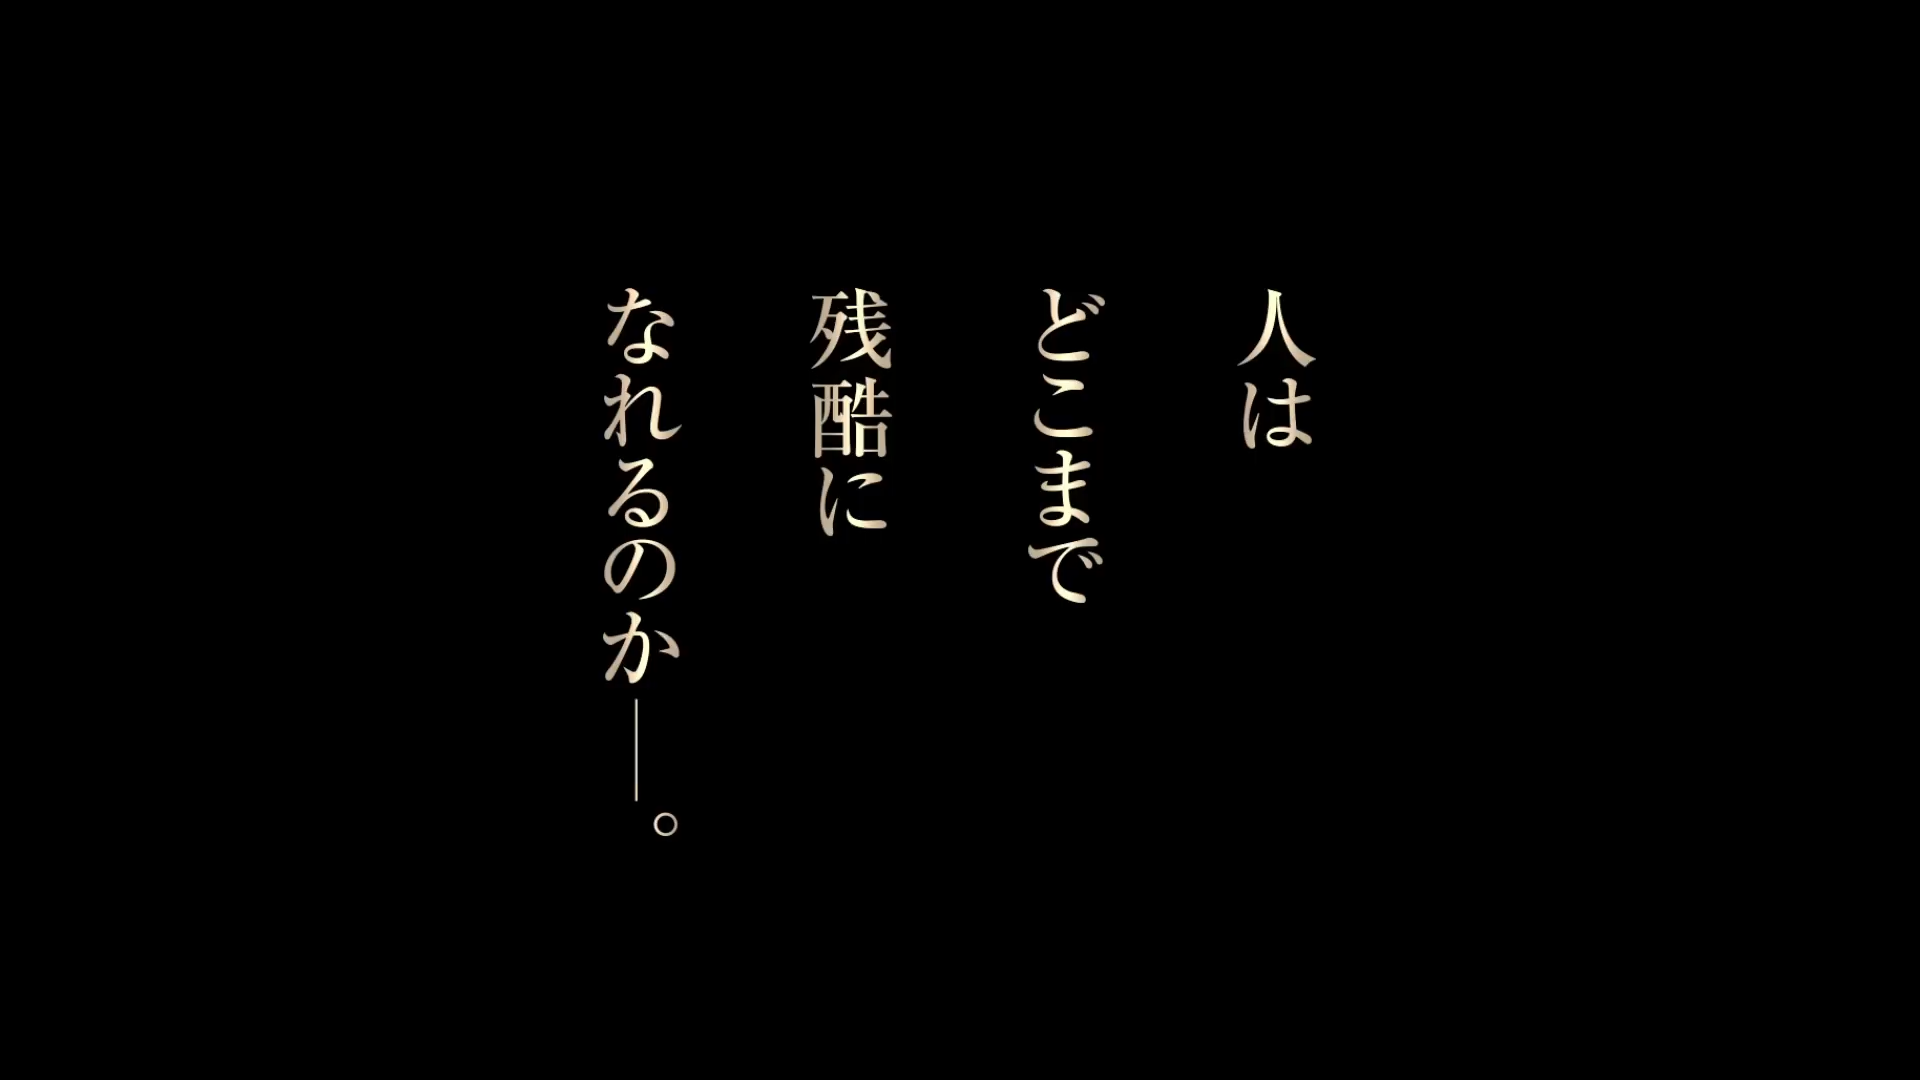 人は
どこまで
残酷に
なれるのか――。